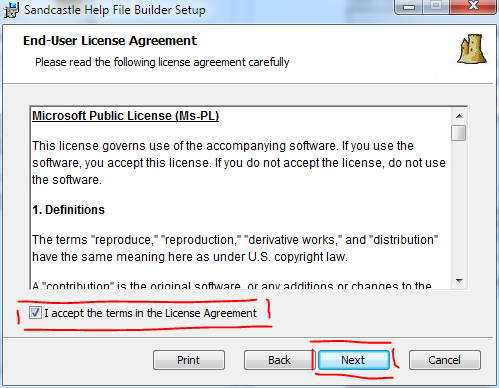 Sandcastle Help File Builder Setup
End-User License Agreement
Please read the following license agreement carefully
Microsoft Public License (Ms-PL)
This license governs use of the accompanying software. If you use the
software, you accept this license. If you do not accept the license, do not use
the software.
1. Definitions
The terms "reproduce," "reproduction," "derivative works," and "distribution"
have the same meaning here as under U.S. copyright law.
A "contribution" is the original software, or any additions or changes to the
I accept the terms in the License Agreement
Print Back Next Cancel